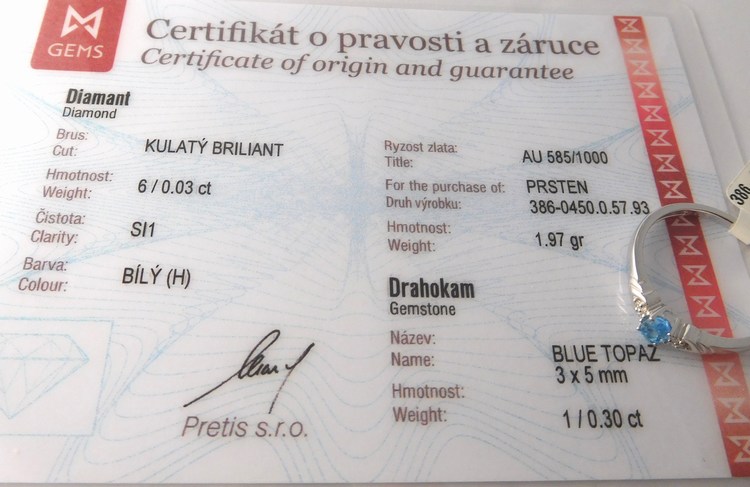 GEMS
Certifikát o pravosti a záruce
Certificate of origin and guarantee
Diamant
Diamond
Brus:
Cut:
KULATÝ BRILIANT
Hmotnost:
Weight:
6 / 0.03 ct
Čistota:
Clarity:
SI1
Barva:
Colour:
BÍLÝ (H)
Pretis s.r.o.
Ryzost zlata:
Title:
AU 585/1000
For the purchase of:
Druh výrobku:
PRSTEN
386-0450.0.57.93
Hmotnost:
Weight:
1.97 gr
Drahokam
Gemstone
Název:
Name:
BLUE TOPAZ
3 x 5 mm
Hmotnost:
Weight:
1 / 0.30 ct
386